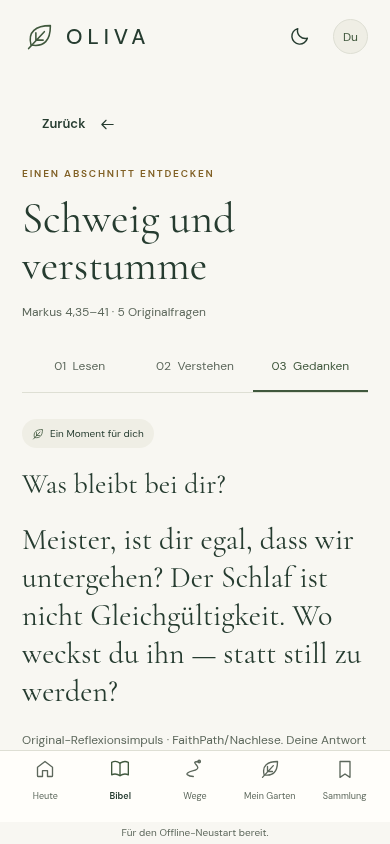 OLIVA
Du
Zurück ←
EINEN ABSCHNITT ENTDECKEN
Schweig und
verstumme
Markus 4,35–41 · 5 Originalfragen
01 Lesen
02 Verstehen
03 Gedanken
Ein Moment für dich
Was bleibt bei dir?
Meister, ist dir egal, dass wir
untergehen? Der Schlaf ist
nicht Gleichgültigkeit. Wo
weckst du ihn — statt still zu
werden?
Original-Reflexionsimpuls · FaithPath/Nachlese. Deine Antwort
Heute
Bibel
Wege
Mein Garten
Sammlung
Für den Offline-Neustart bereit.